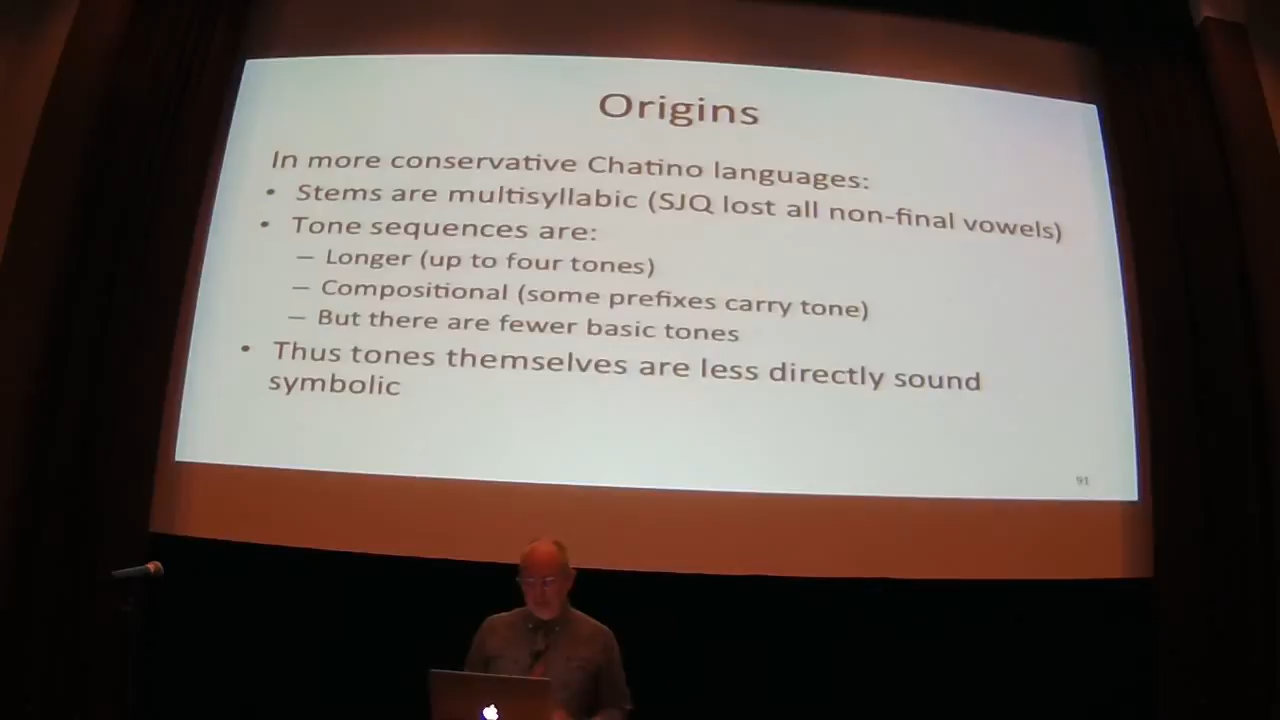 Origins
In more conservative Chatino languages:
• Stems are multisyllabic (SJQ lost all non-final vowels)
• Tone sequences are:
– Longer (up to four tones)
– Compositional (some prefixes carry tone)
– But there are fewer basic tones
• Thus tones themselves are less directly sound
symbolic
91